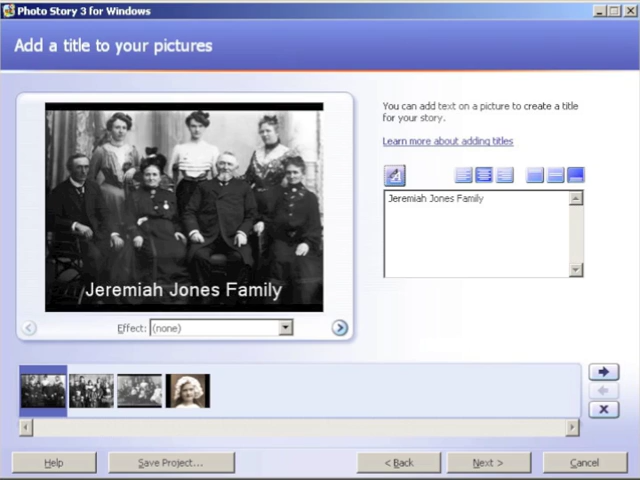 Photo Story 3 for Windows
Add a title to your pictures
You can add text on a picture to create a title
for your story.
Learn more about adding titles
Jeremiah Jones Family
Jeremiah Jones Family
Effect: (none)
Help
Save Project...
< Back
Next >
Cancel